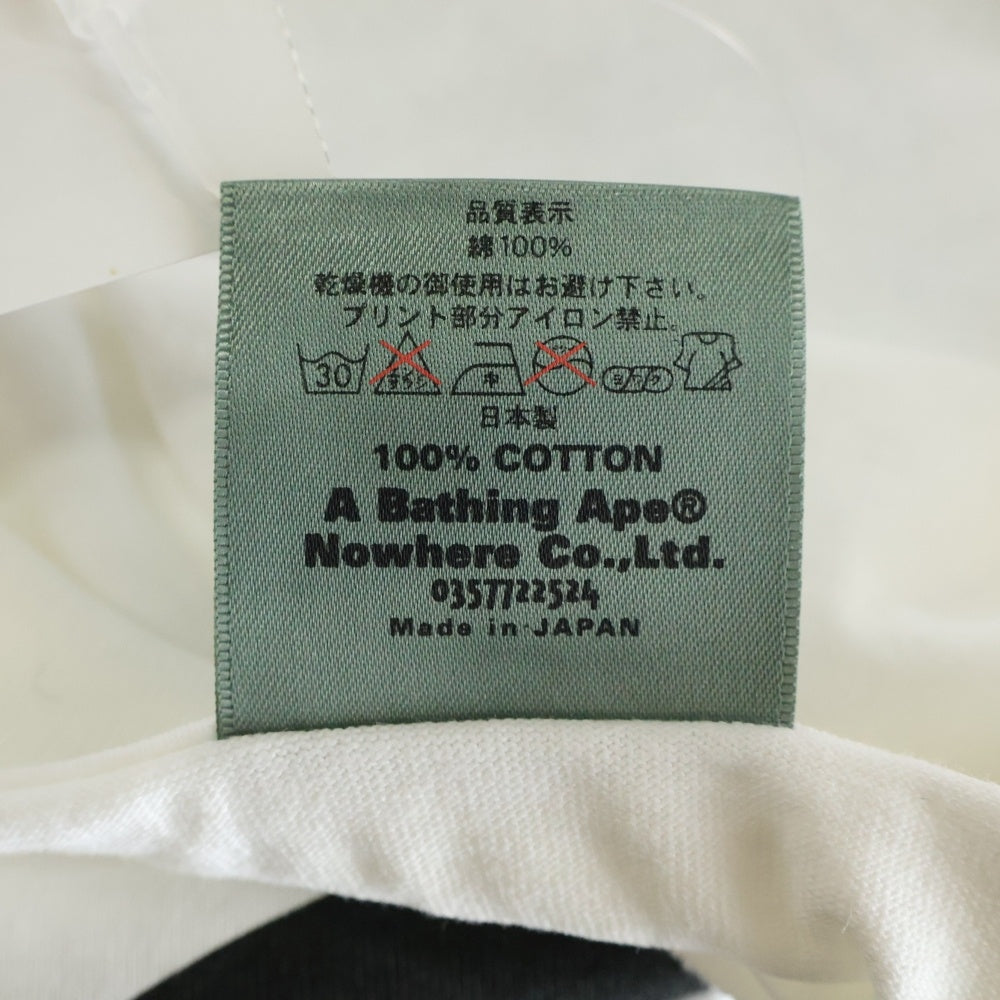 品質表示
綿100%
乾燥機の御使用はお避け下さい。
プリント部分アイロン禁止。
30 中
日本製
100% COTTON
A Bathing Ape®
Nowhere Co.,Ltd.
0357722524
Made in JAPAN